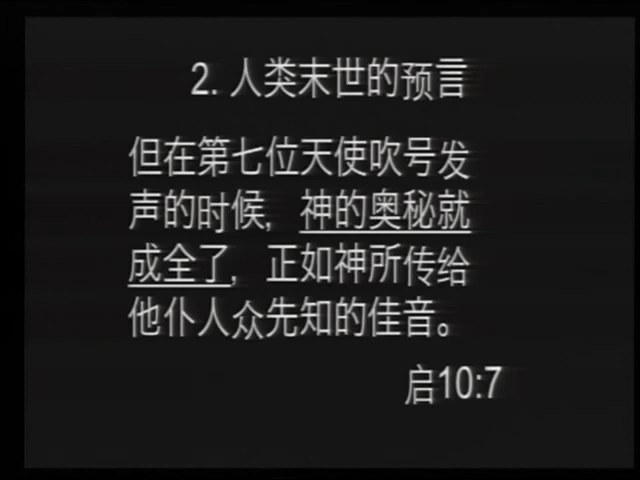 2. 人类末世的预言
但在第七位天使吹号发
声的时候, 神的奥秘就
成全了, 正如神所传给
他仆人众先知的佳音。
启10:7